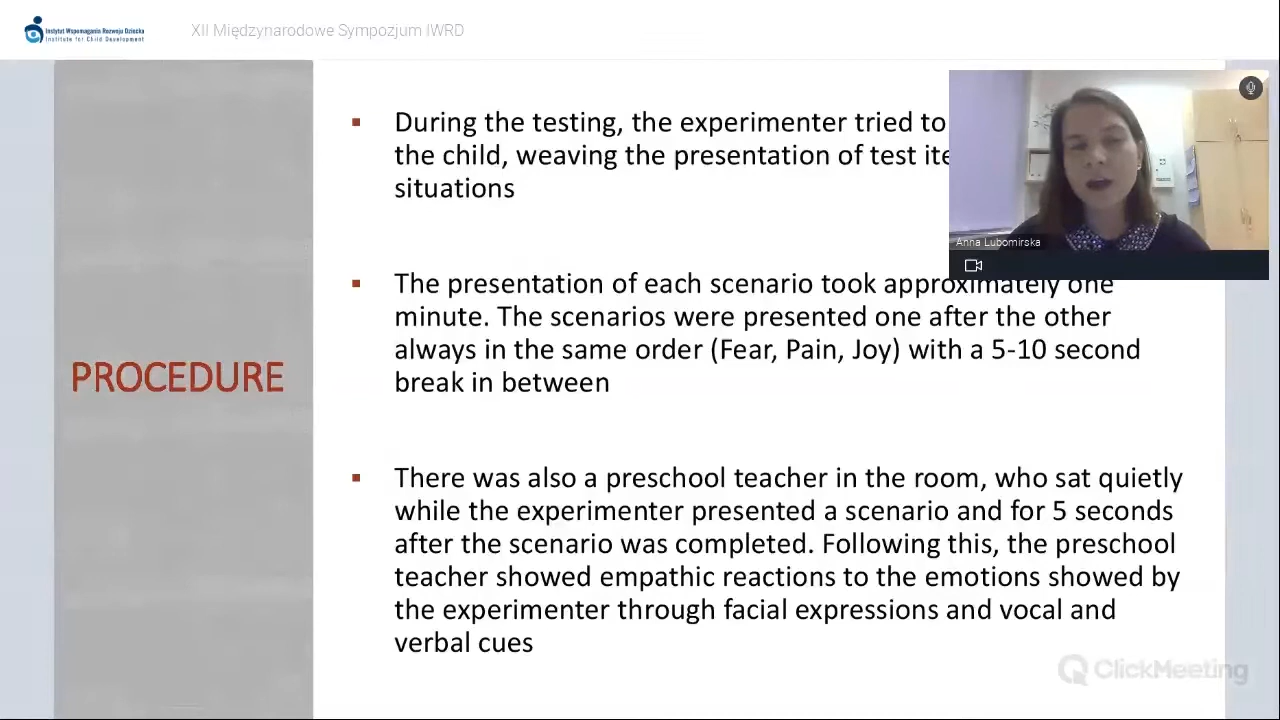 Instytut Wspomagania Rozwoju Dziecka
Institute for Child Development
XII Międzynarodowe Sympozjum IWRD
During the testing, the experimenter tried to
the child, weaving the presentation of test
situations
Anna Lubomirska
The presentation of each scenario took approximately one
minute. The scenarios were presented one after the other
always in the same order (Fear, Pain, Joy) with a 5-10 second
break in between
PROCEDURE
There was also a preschool teacher in the room, who sat quietly
while the experimenter presented a scenario and for 5 seconds
after the scenario was completed. Following this, the preschool
teacher showed empathic reactions to the emotions showed by
the experimenter through facial expressions and vocal and
verbal cues
ClickMeeting